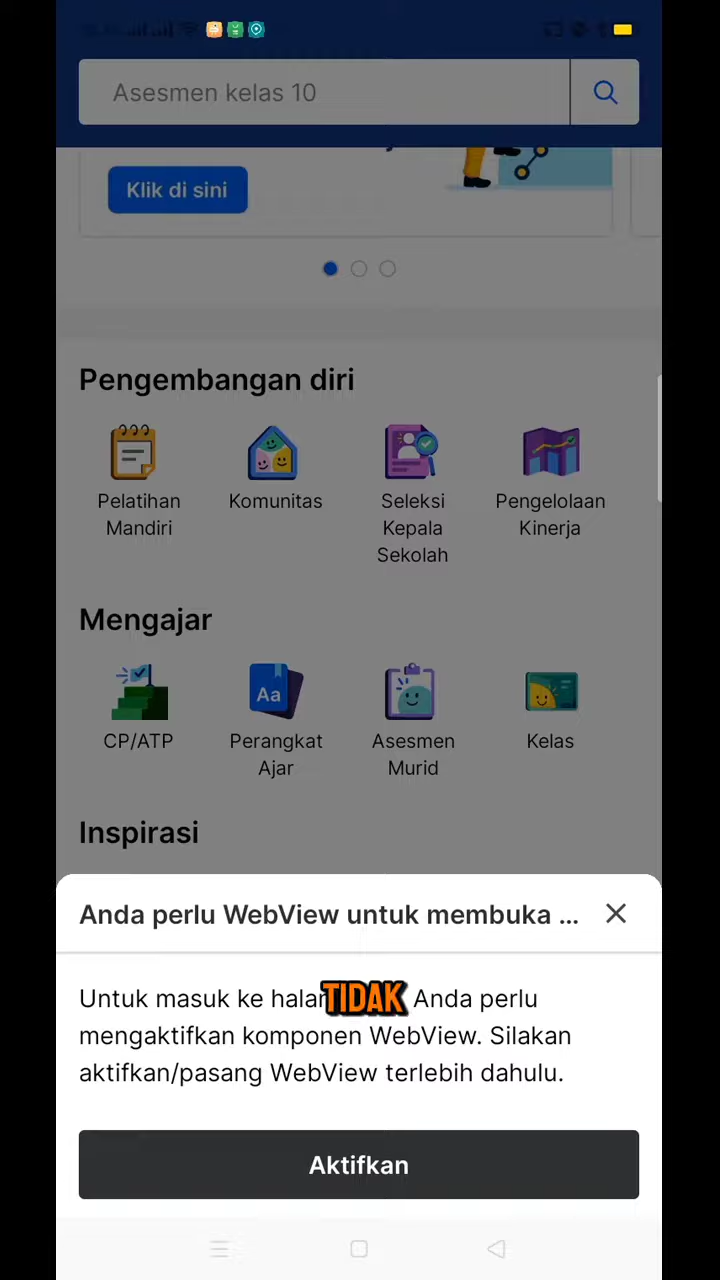 Asesmen kelas 10
Klik di sini
Pengembangan diri
Pelatihan
Mandiri
Komunitas
Seleksi
Kepala
Sekolah
Pengelolaan
Kinerja
Mengajar
CP/ATP
Aa
Perangkat
Ajar
Asesmen
Murid
Kelas
Inspirasi
Anda perlu WebView untuk membuka ...
Untuk masuk ke TIDAK Anda perlu
mengaktifkan komponen WebView. Silakan
aktifkan/pasang WebView terlebih dahulu.
Aktifkan